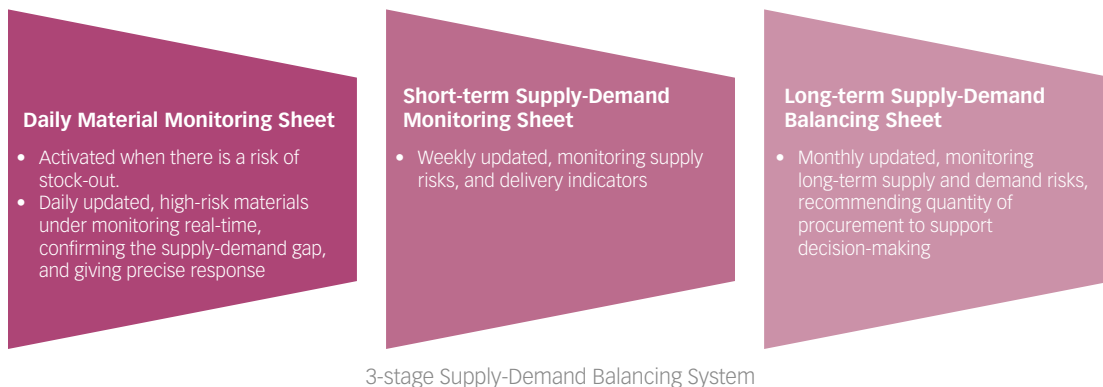 Daily Material Monitoring Sheet
• Activated when there is a risk of
stock-out.
• Daily updated, high-risk materials
under monitoring real-time,
confirming the supply-demand gap,
and giving precise response
Short-term Supply-Demand
Monitoring Sheet
• Weekly updated, monitoring supply
risks, and delivery indicators
Long-term Supply-Demand
Balancing Sheet
• Monthly updated, monitoring
long-term supply and demand risks,
recommending quantity of
procurement to support
decision-making
3-stage Supply-Demand Balancing System